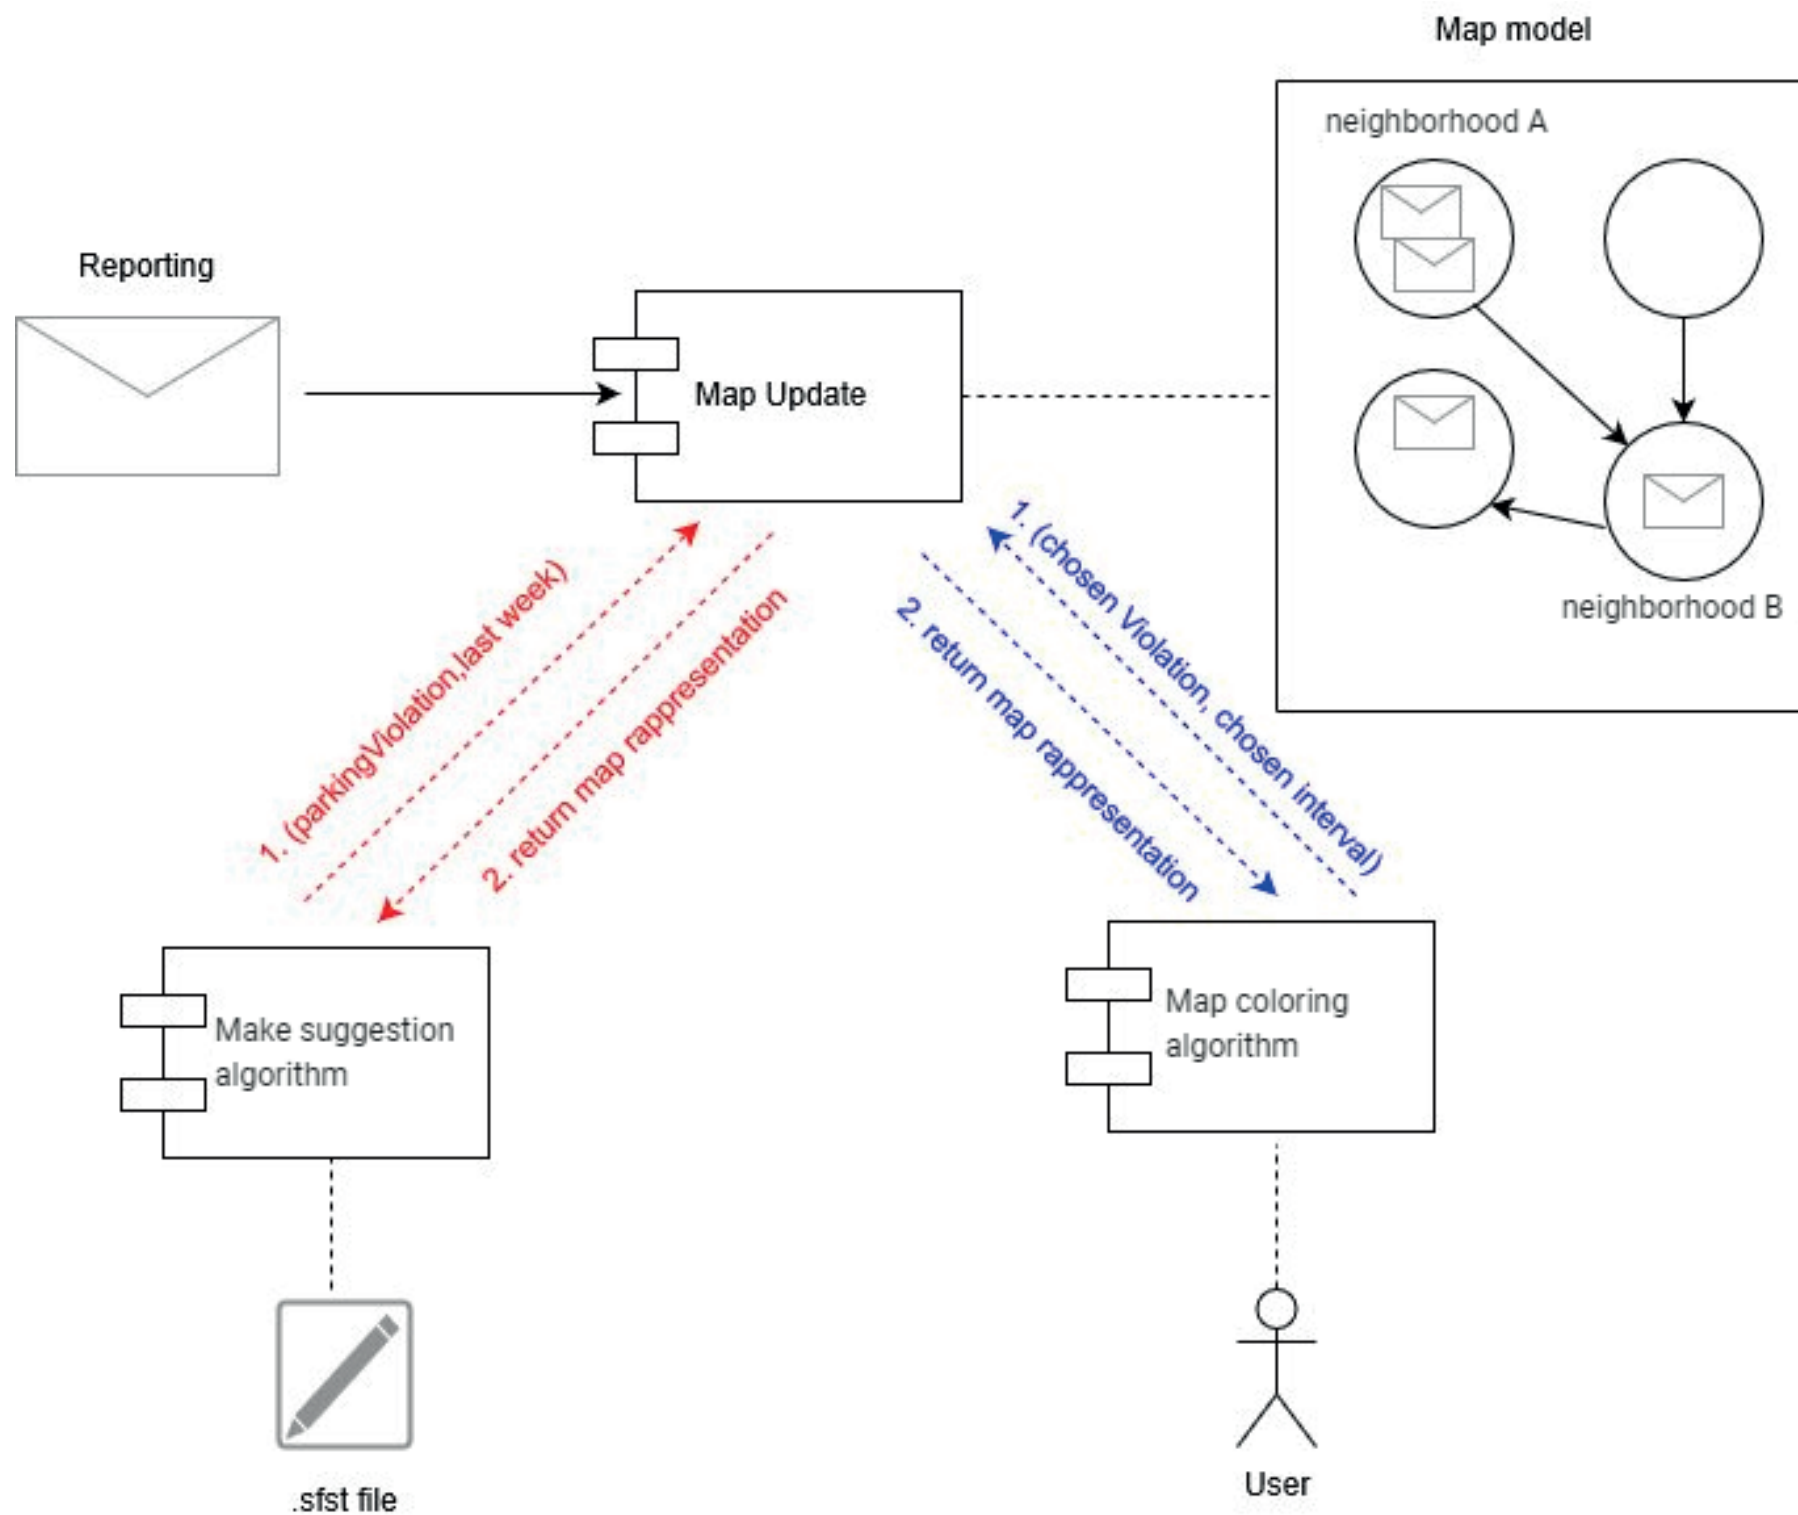 Map model
neighborhood A
Reporting
Map Update
neighborhood B
1. (parkingViolation,last week)
2. return map rappresentation
1. (chosen Violation, chosen interval)
2. return map rappresentation
Make suggestion
algorithm
Map coloring
algorithm
.sfst file
User